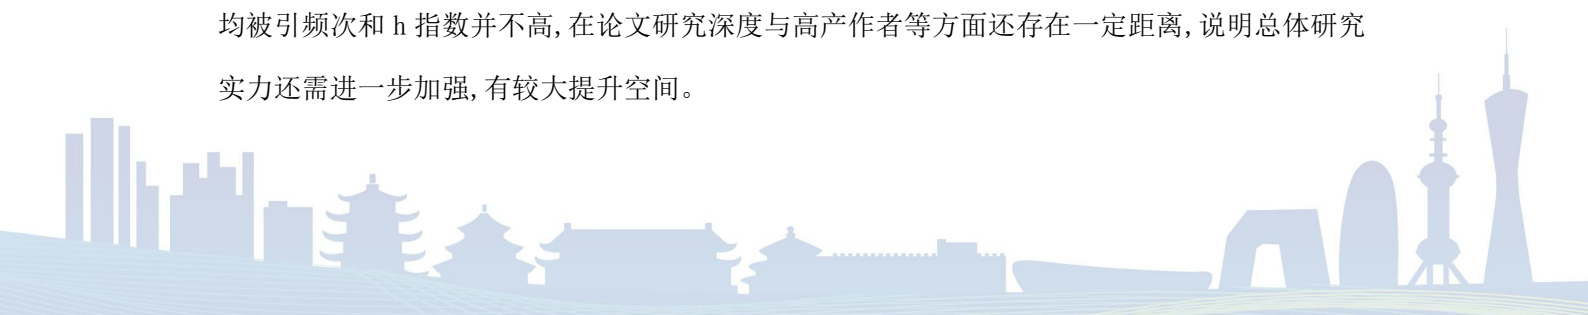 均被引频次和 h 指数并不高,在论文研究深度与高产作者等方面还存在一定距离,说明总体研究
实力还需进一步加强,有较大提升空间。